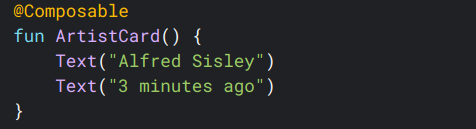 @Composable
fun ArtistCard() {
    Text("Alfred Sisley")
    Text("3 minutes ago")
}